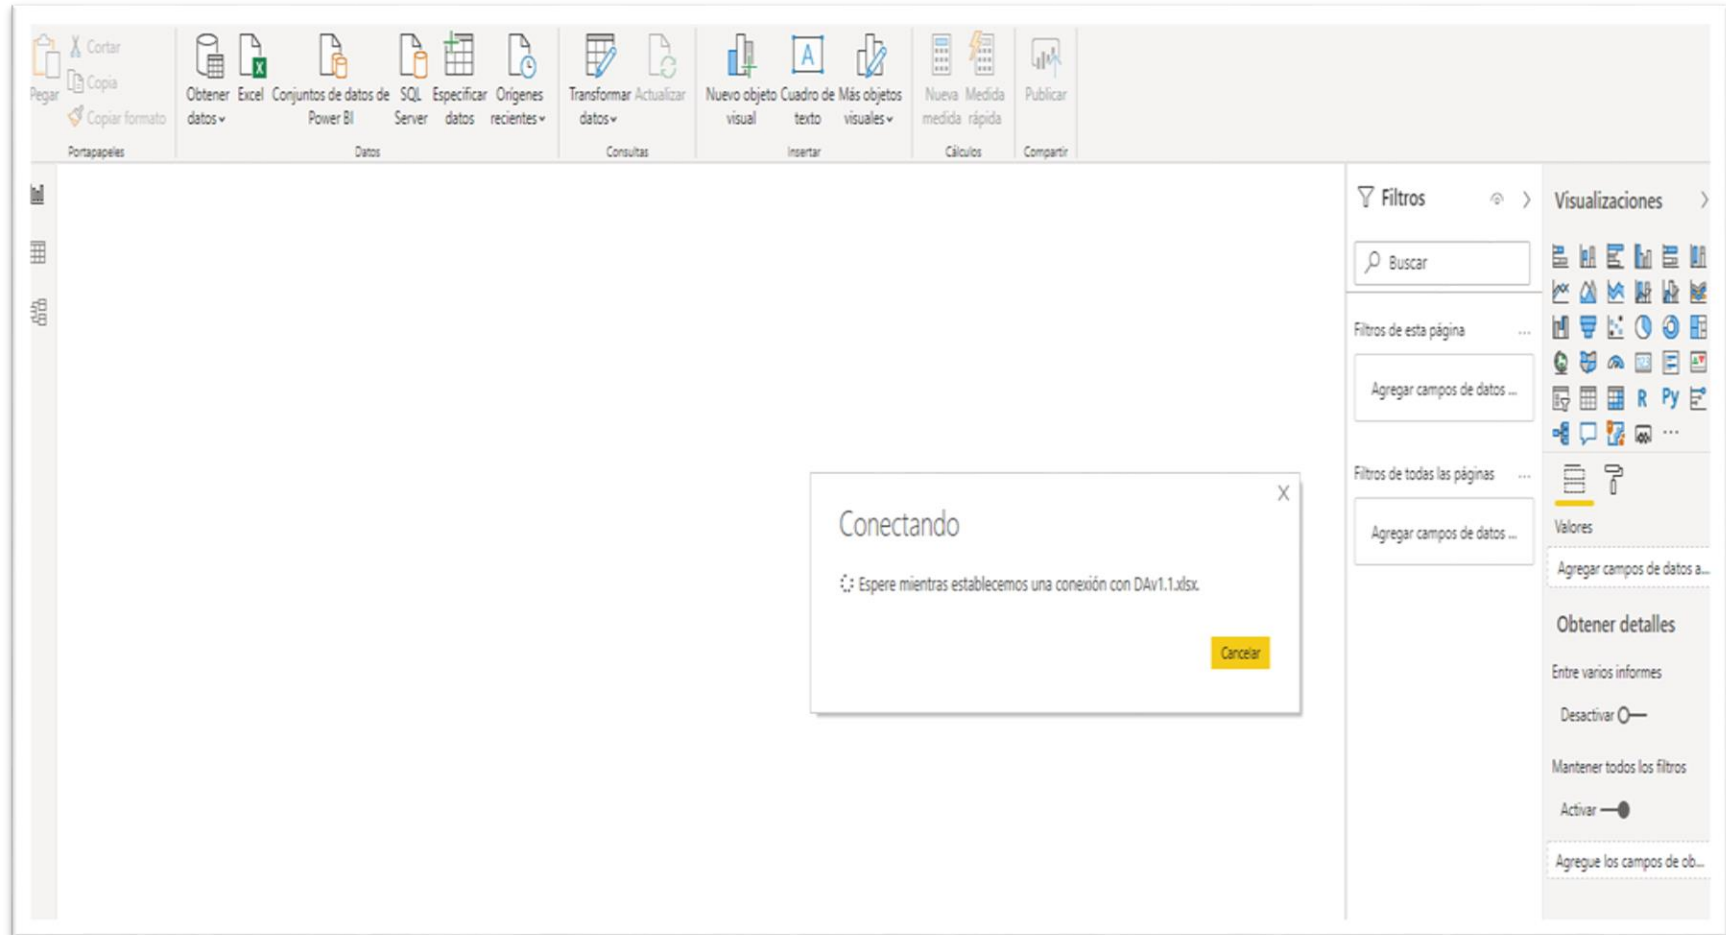 Pegar
Cortar
Copia
Copiar formato
Portapapeles
Obtener datos
Excel
Conjuntos de datos de Power BI
SQL Server
Especificar datos
Orígenes recientes
Datos
Transformar datos
Actualizar
Consultas
Nuevo objeto visual
Cuadro de texto
Más objetos visuales
Insertar
Nueva medida
Medida rápida
Cálculos
Publicar
Compartir
Filtros
Buscar
Filtros de esta página ...
Agregar campos de datos ...
Filtros de todas las páginas ...
Agregar campos de datos ...
Visualizaciones
R Py
...
Valores
Agregar campos de datos a...
Obtener detalles
Entre varios informes
Desactivar
Mantener todos los filtros
Activar
Agregue los campos de ob...
Conectando
X
Espere mientras establecemos una conexión con DAv1.1.xlsx.
Cancelar